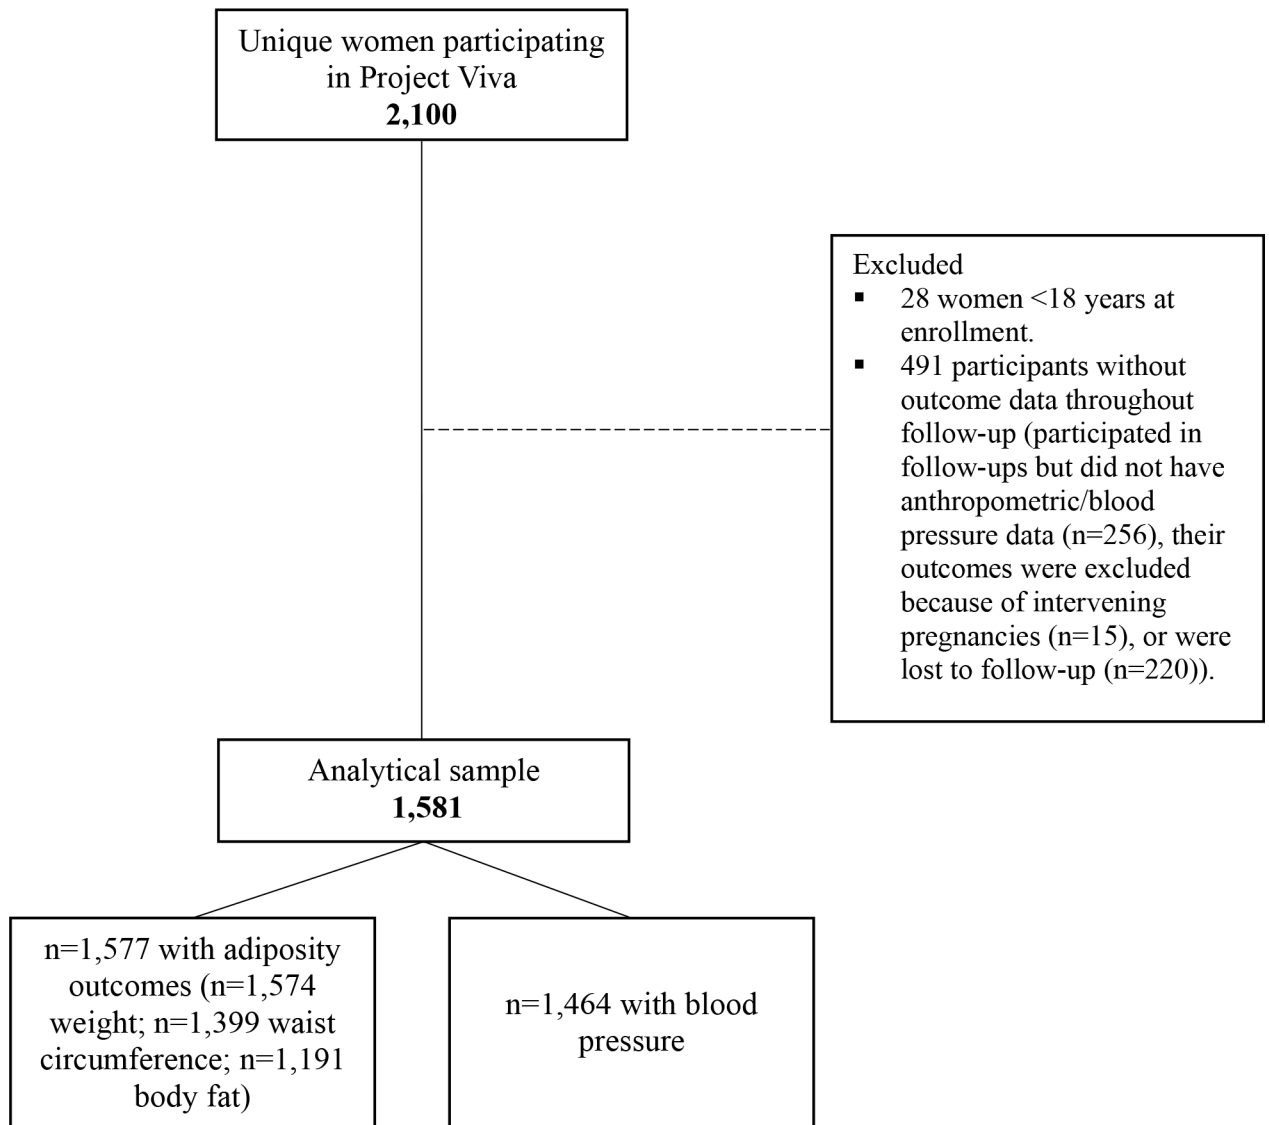 Unique women participating
in Project Viva
2,100
Excluded
▪ 28 women <18 years at
enrollment.
▪ 491 participants without
outcome data throughout
follow-up (participated in
follow-ups but did not have
anthropometric/blood
pressure data (n=256), their
outcomes were excluded
because of intervening
pregnancies (n=15), or were
lost to follow-up (n=220)).
Analytical sample
1,581
n=1,577 with adiposity
outcomes (n=1,574
weight; n=1,399 waist
circumference; n=1,191
body fat)
n=1,464 with blood
pressure